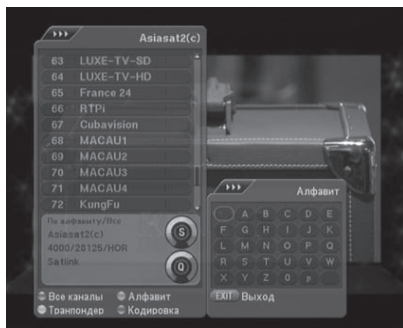 Asiasat2(c)
63 LUXE-TV-SD
64 LUXE-TV-HD
65 France 24
66 RTPi
67 Cubavision
68 MACAU1
69 MACAU2
70 MACAU3
71 MACAU4
72 KungFu
По алфавиту/Все
Asiasat2(c)
4000/28125/HOR
Satlink
S
Q
Все каналы Алфавит
Транпондер Кодировка
Алфавит
A B C D E
F G H I J K
L M N O P Q
R S T U V W
X Y Z 0 p
EXIT Выход